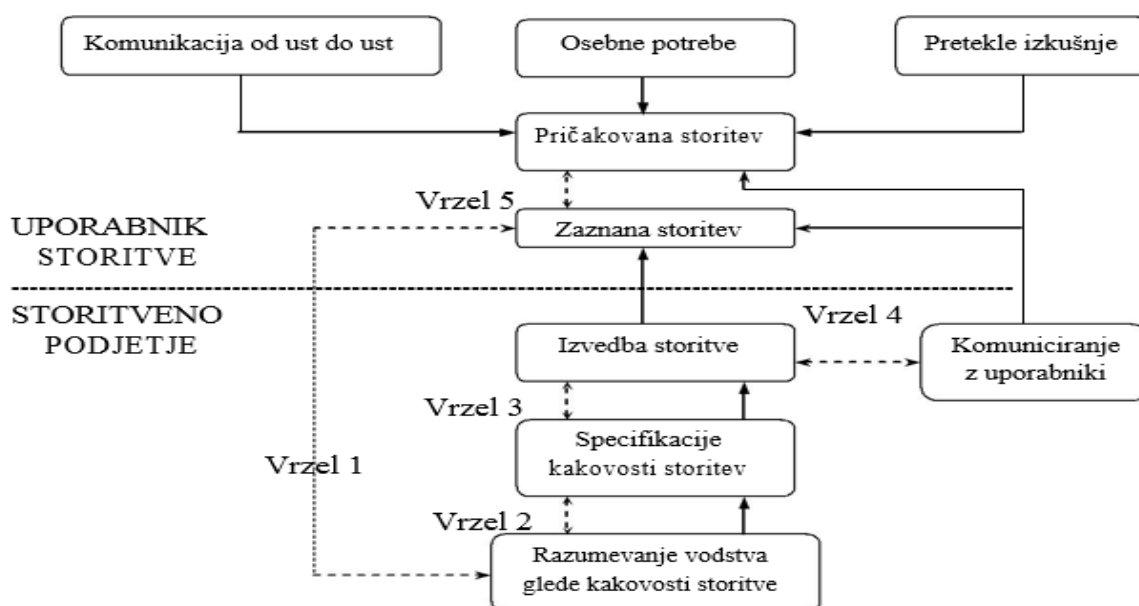 Komunikacija od ust do ust
Osebne potrebe
Pretekle izkušnje
Pričakovana storitev
Vrzel 5
UPORABNIK
STORITVE
Zaznana storitev
STORITVENO
PODJETJE
Vrzel 4
Izvedba storitve
Komuniciranje
z uporabniki
Vrzel 3
Specifikacije
kakovosti storitev
Vrzel 1
Vrzel 2
Razumevanje vodstva
glede kakovosti storitve